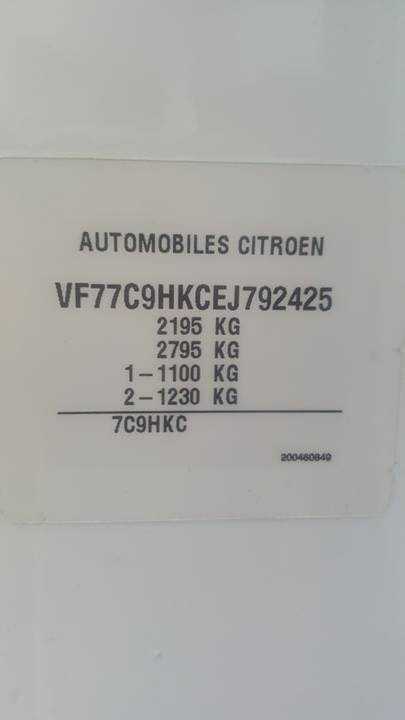 AUTOMOBILES CITROEN
VF77C9HKCEJ792425
2195 KG
2795 KG
1-1100 KG
2-1230 KG
7C9HKC
200460849